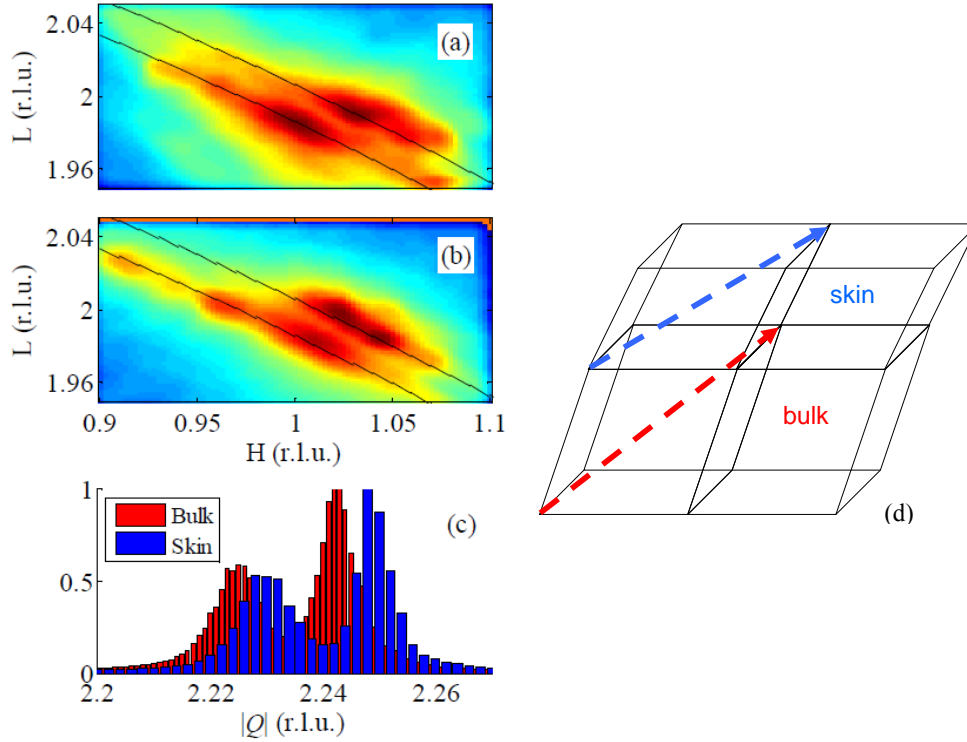 2.04
(a)
L (r.l.u.)
2
1.96
2.04
(b)
L (r.l.u.)
2
1.96
0.9 0.95 1 1.05 1.1
H (r.l.u.)
skin
bulk
(d)
1
Bulk
Skin
(c)
0.5
0
2.2 2.22 2.24 2.26
|Q| (r.l.u.)